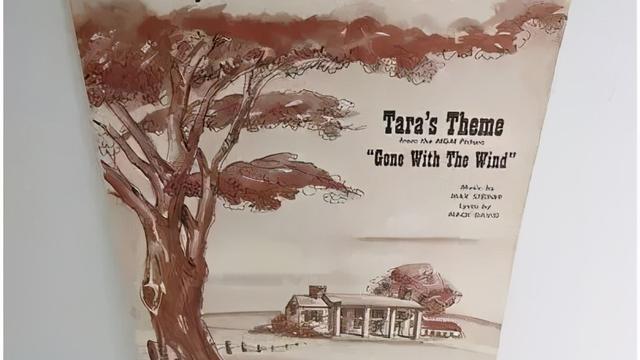 Tara's Theme
from the MGM Picture
"Gone With The Wind"
Music by
MAX STEINER
Lyrics by
MACK DAVID